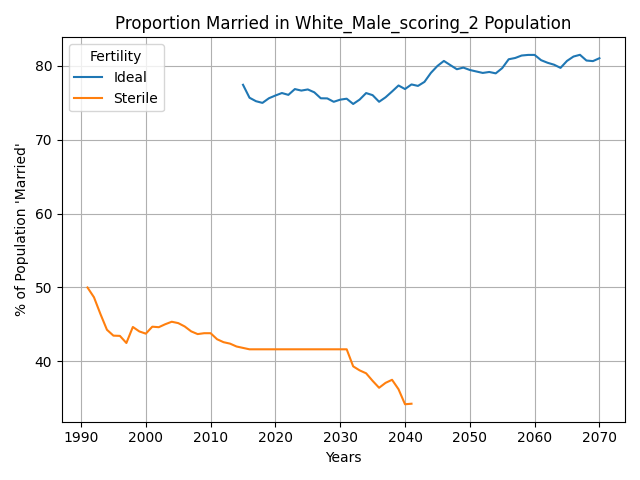 Proportion Married in White_Male_scoring_2 Population
Fertility
Ideal
Sterile
% of Population 'Married'
80
70
60
50
40
1990 2000 2010 2020 2030 2040 2050 2060 2070
Years